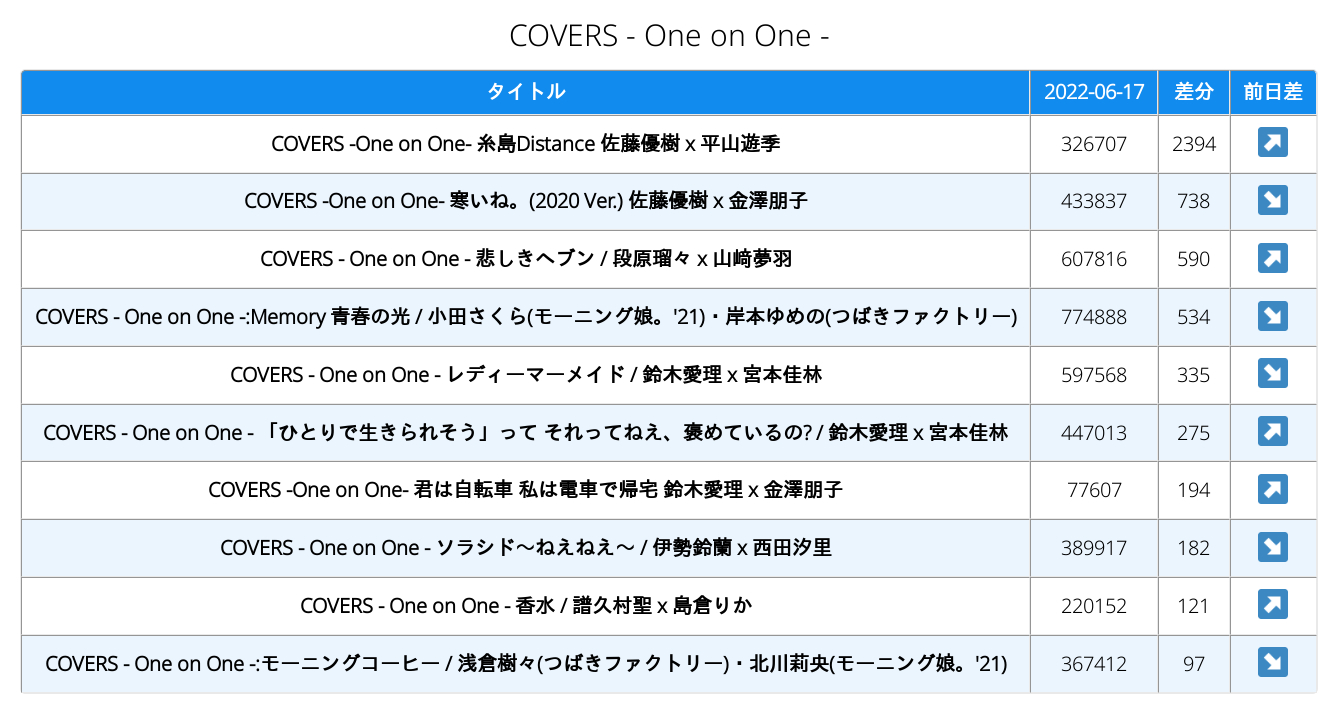 COVERS - One on One -
タイトル 2022-06-17 差分 前日差
COVERS -One on One- 糸島Distance 佐藤優樹 x 平山遊季 326707 2394 ↗
COVERS -One on One- 寒いね。(2020 Ver.) 佐藤優樹 x 金澤朋子 433837 738 ↘
COVERS - One on One - 悲しきヘブン / 段原瑠々 x 山﨑夢羽 607816 590 ↗
COVERS - One on One -:Memory 青春の光 / 小田さくら(モーニング娘。'21)・岸本ゆめの(つばきファクトリー) 774888 534 ↘
COVERS - One on One - レディーマーメイド / 鈴木愛理 x 宮本佳林 597568 335 ↘
COVERS - One on One - 「ひとりで生きられそう」って それってねえ、褒めているの? / 鈴木愛理 x 宮本佳林 447013 275 ↗
COVERS -One on One- 君は自転車 私は電車で帰宅 鈴木愛理 x 金澤朋子 77607 194 ↗
COVERS - One on One - ソラシド〜ねえねえ〜 / 伊勢鈴蘭 x 西田汐里 389917 182 ↘
COVERS - One on One - 香水 / 譜久村聖 x 島倉りか 220152 121 ↗
COVERS - One on One -:モーニングコーヒー / 浅倉樹々(つばきファクトリー)・北川莉央(モーニング娘。'21) 367412 97 ↘